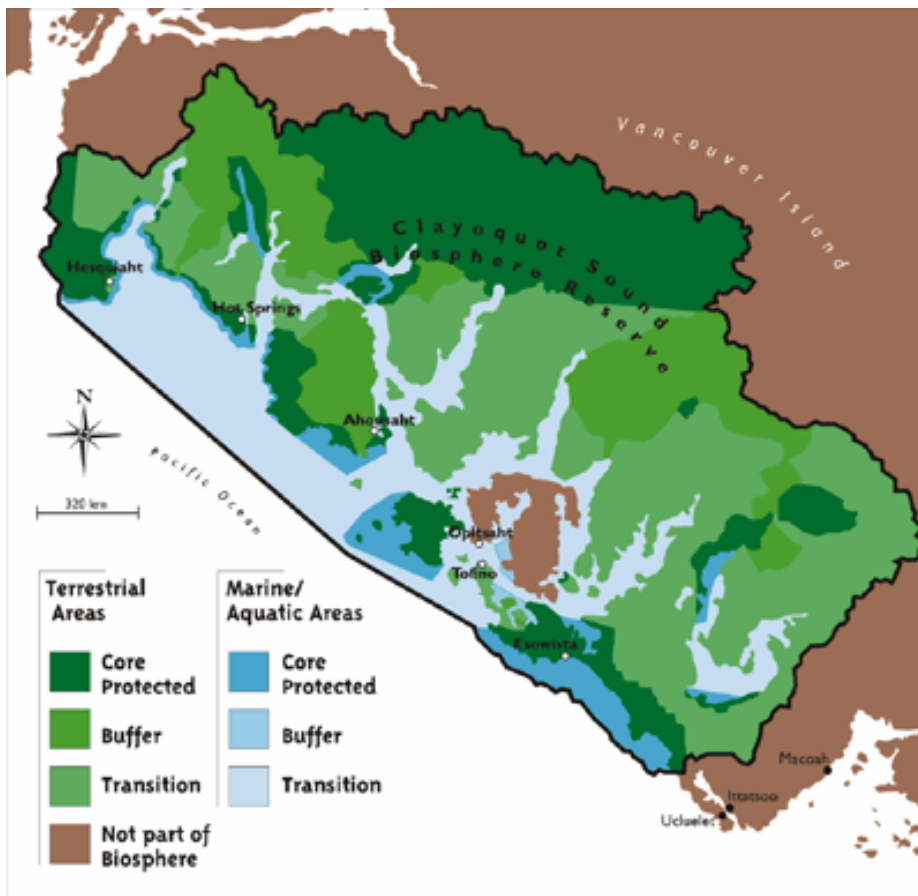 Vancouver Island
Clayoquot Sound
Biosphere Reserve
Hesquiaht
Hot Springs
Ahousaht
N
Pacific Ocean
320 km
Opitsaht
Tofino
Esowista
Terrestrial
Areas
Core
Protected
Buffer
Transition
Not part of
Biosphere
Marine/
Aquatic Areas
Core
Protected
Buffer
Transition
Macoah
Ittatsoo
Ucluelet